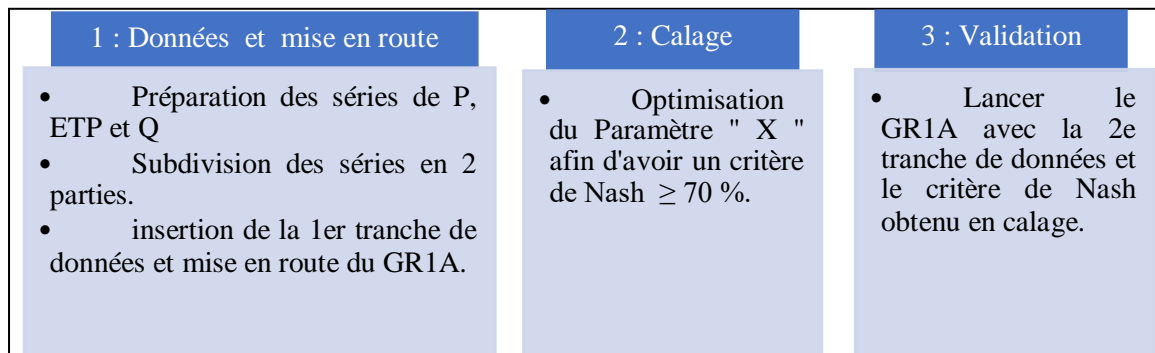 1 : Données et mise en route
• Préparation des séries de P,
ETP et Q
• Subdivision des séries en 2
parties.
• insertion de la 1er tranche de
données et mise en route du GR1A.
2 : Calage
• Optimisation
du Paramètre " X "
afin d'avoir un critère
de Nash ≥ 70 %.
3 : Validation
• Lancer le
GR1A avec la 2e
tranche de données et
le critère de Nash
obtenu en calage.